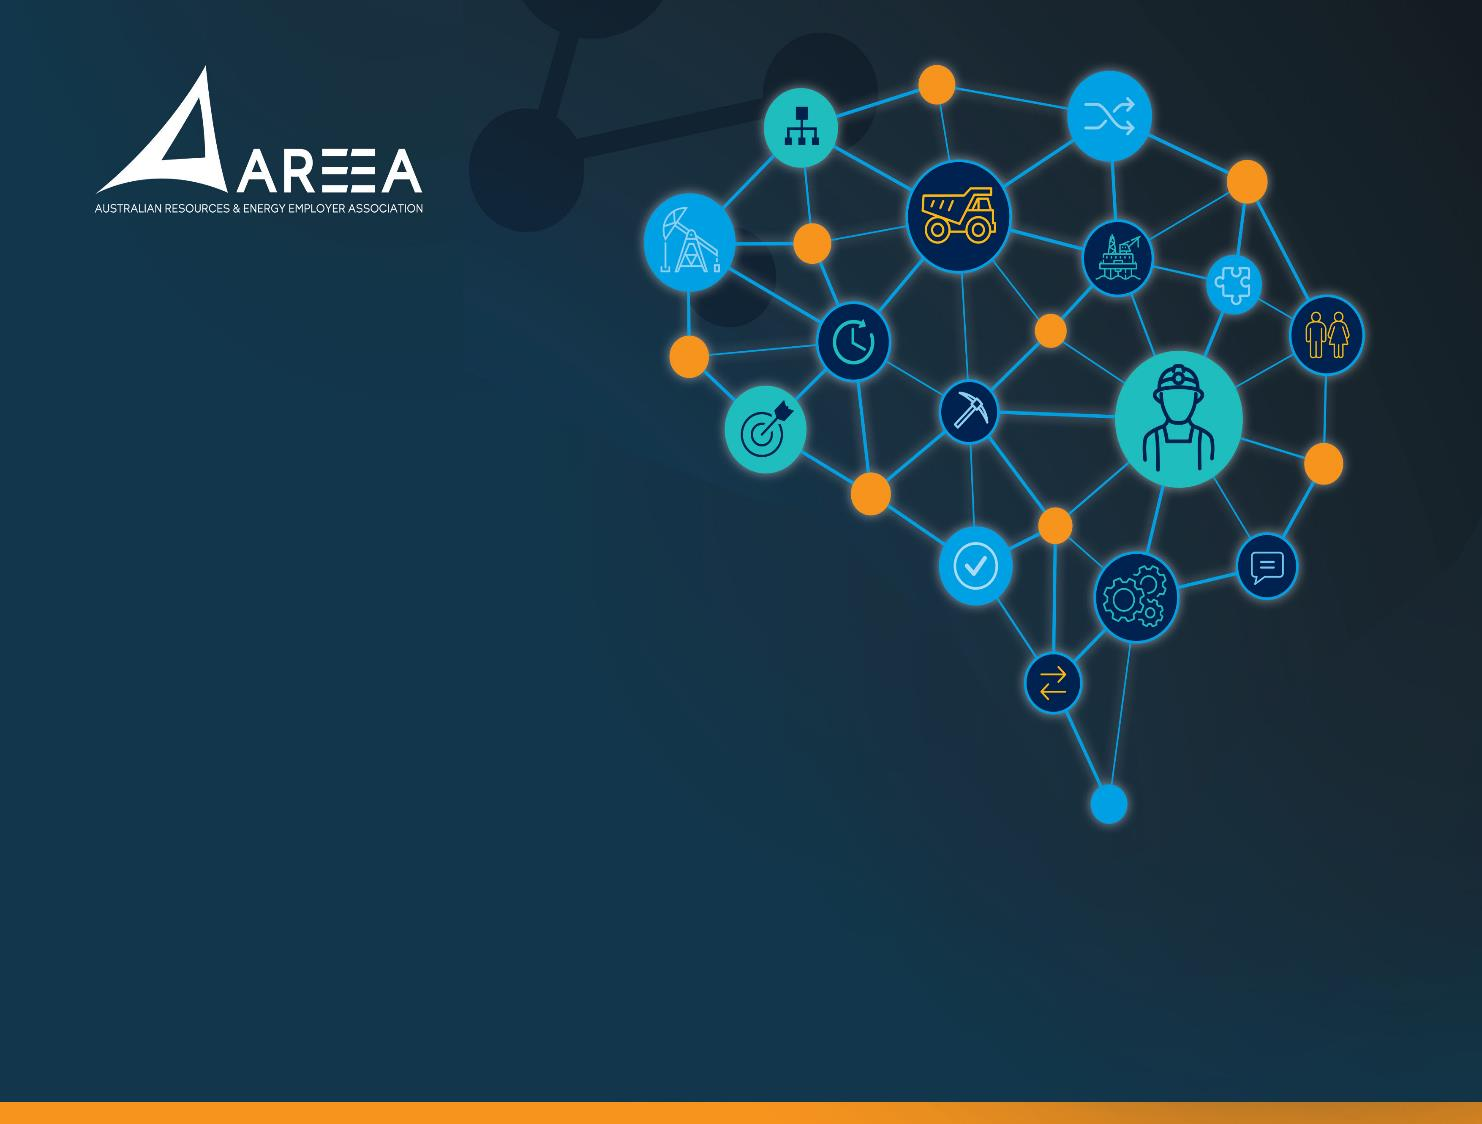 AREEA
AUSTRALIAN RESOURCES & ENERGY EMPLOYER ASSOCIATION